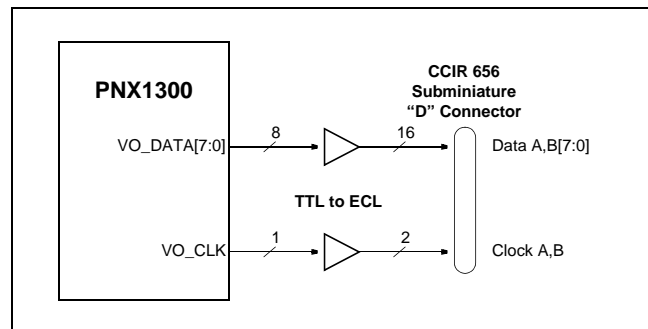 CCIR 656
Subminiature
“D” Connector
PNX1300
VO_DATA[7:0]
8
16
Data A,B[7:0]
TTL to ECL
VO_CLK
1
2
Clock A,B